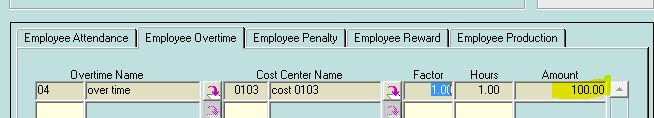 Employee Attendance Employee Overtime Employee Penalty Employee Reward Employee Production
Overtime Name Cost Center Name Factor Hours Amount
04 over time 0103 cost 0103 1.00 1.00 100.00